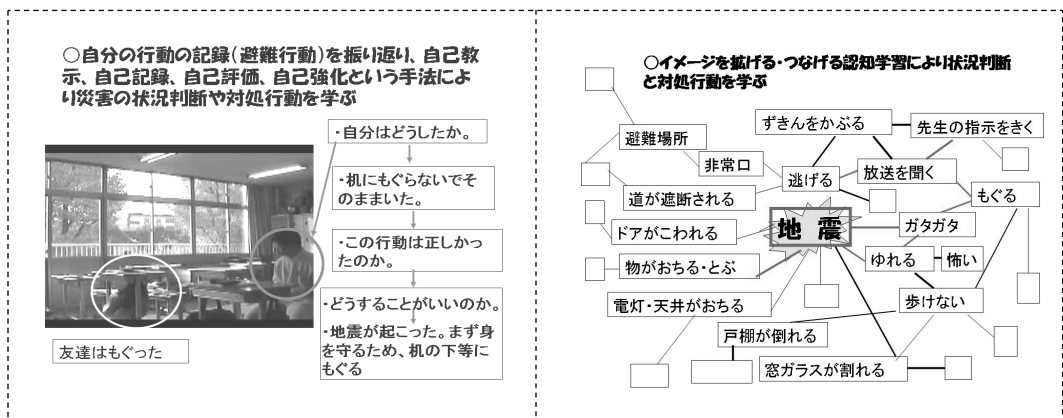 ○自分の行動の記録(避難行動)を振り返り、自己教
示、自己記録、自己評価、自己強化という手法によ
り災害の状況判断や対処行動を学ぶ
・自分はどうしたか。
・机にもぐらないでそ
のままいた。
・この行動は正しかっ
たのか。
・どうすることがいいのか。
・地震が起こった。まず身
を守るため、机の下等に
もぐる
友達はもぐった
○イメージを拡げる・つなげる認知学習により状況判断
と対処行動を学ぶ
ずきんをかぶる
先生の指示をきく
避難場所
非常口
逃げる
放送を聞く
道が遮断される
もぐる
地 震
ガタガタ
ドアがこわれる
物がおちる・とぶ
ゆれる
怖い
電灯・天井がおちる
歩けない
戸棚が倒れる
窓ガラスが割れる